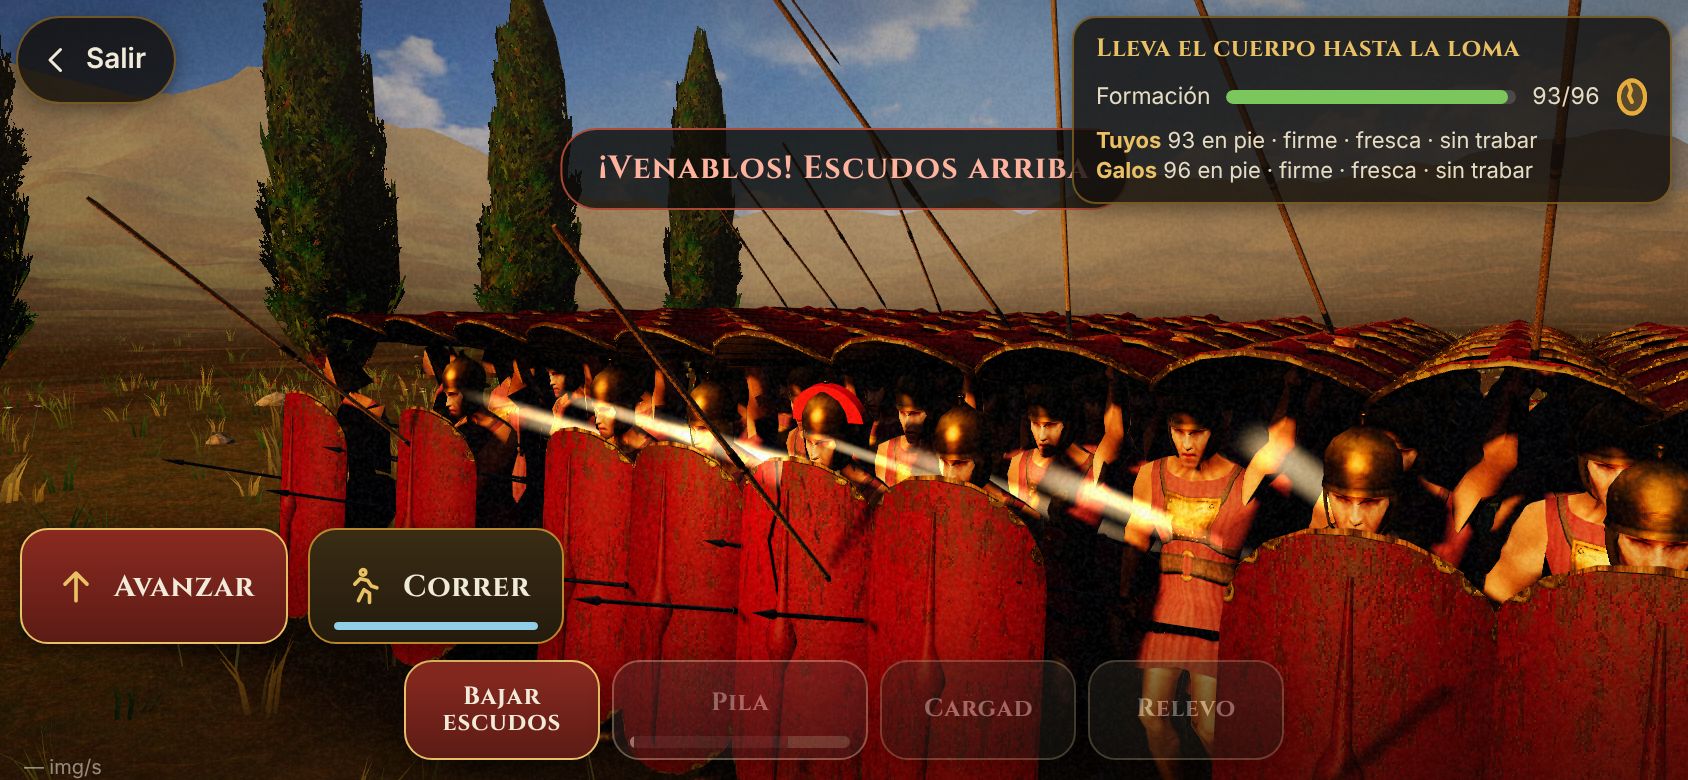 Salir
Lleva el cuerpo hasta la loma
Formación 93/96
Tuyos 93 en pie · firme · fresca · sin trabar
Galos 96 en pie · firme · fresca · sin trabar
¡Venablos! Escudos arriba
Avanzar
Correr
Bajar
escudos
Pila
Cargad
Relevo
— img/s